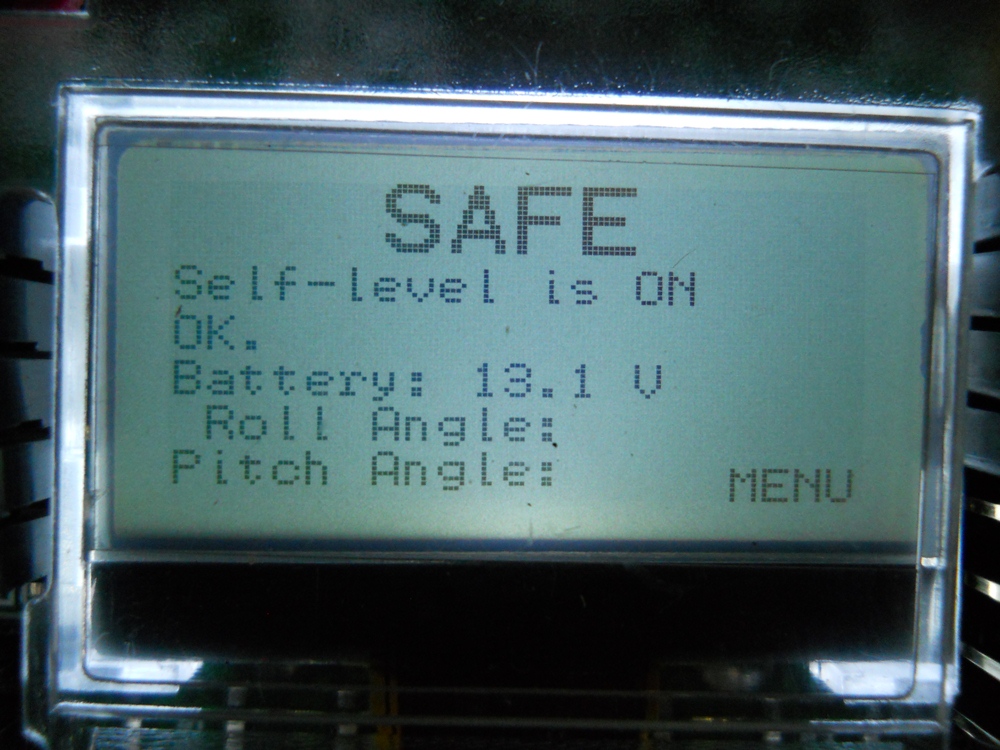 SAFE
Self-level is ON
OK.
Battery: 13.1 V
Roll Angle:
Pitch Angle:
MENU